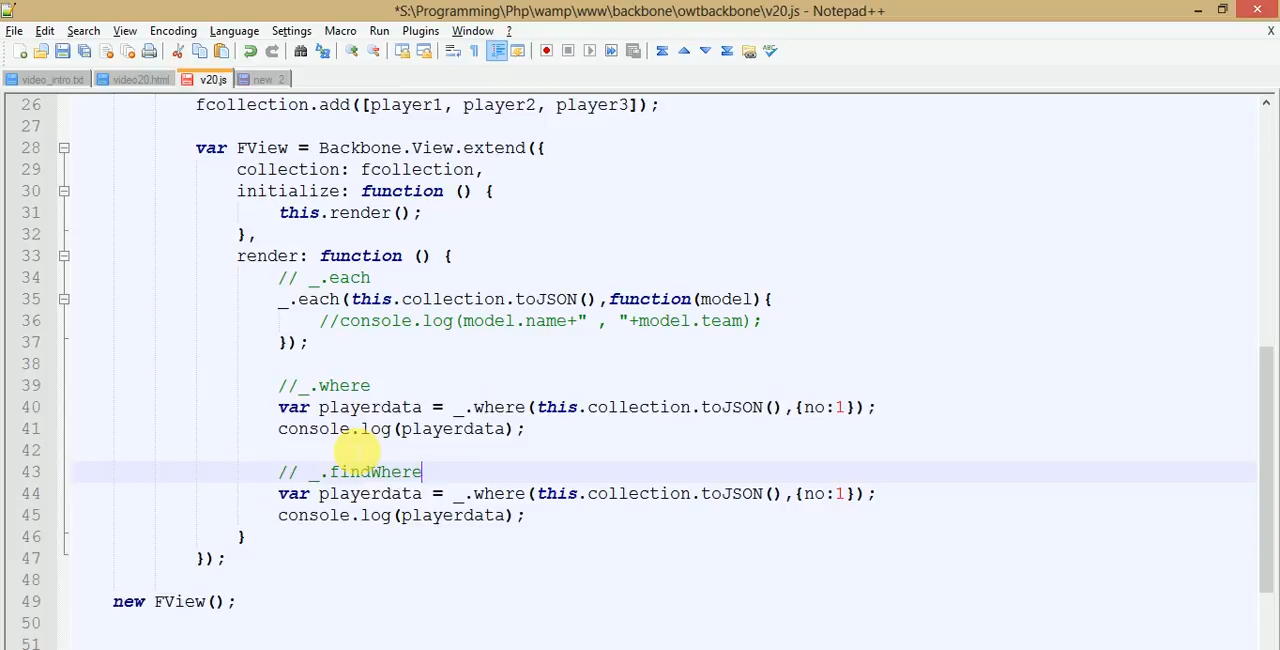 *S:\Programming\Php\wamp\www\backbone\owtbackbone\v20.js - Notepad++
File Edit Search View Encoding Language Settings Macro Run Plugins Window ? X
video_intro.txt video20.html v20.js new 2
26 fcollection.add([player1, player2, player3]);
27
28 var FView = Backbone.View.extend({
29 collection: fcollection,
30 initialize: function () {
31 this.render();
32 },
33 render: function () {
34 // _.each
35 _.each(this.collection.toJSON(),function(model){
36 //console.log(model.name+" , "+model.team);
37 });
38
39 //_.where
40 var playerdata = _.where(this.collection.toJSON(),{no:1});
41 console.log(playerdata);
42
43 // _.findWhere
44 var playerdata = _.where(this.collection.toJSON(),{no:1});
45 console.log(playerdata);
46 }
47 });
48
49 new FView();
50
51